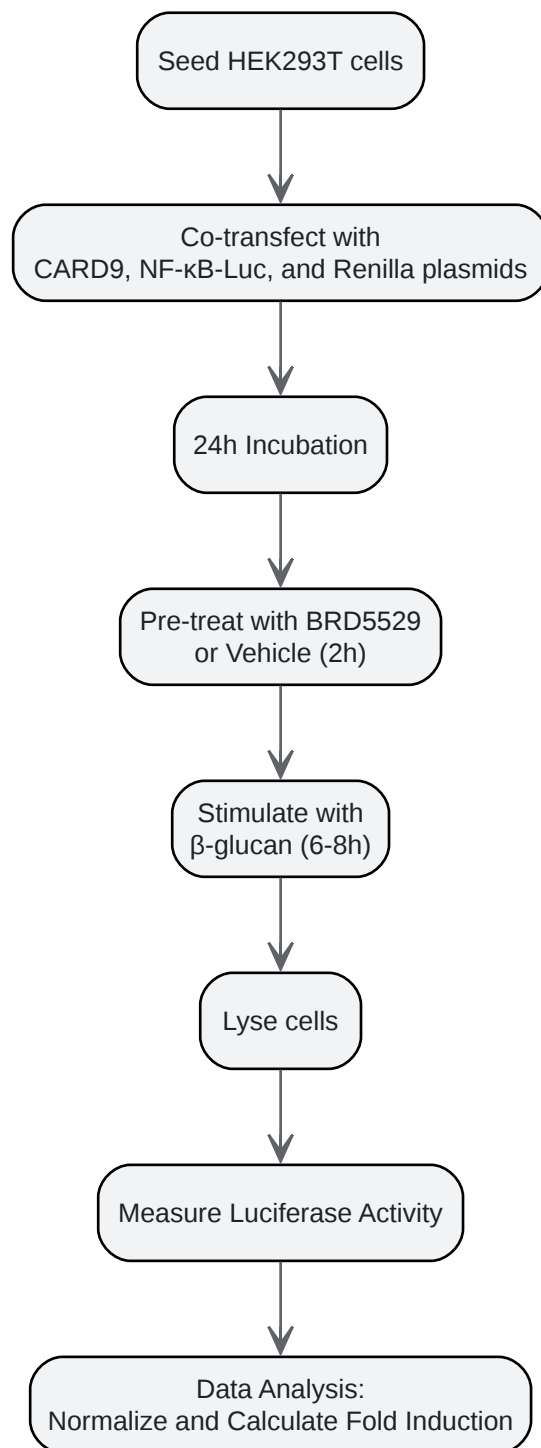 Seed HEK293T cells
Co-transfect with
CARD9, NF-κB-Luc, and Renilla plasmids
24h Incubation
Pre-treat with BRD5529
or Vehicle (2h)
Stimulate with
β-glucan (6-8h)
Lyse cells
Measure Luciferase Activity
Data Analysis:
Normalize and Calculate Fold Induction